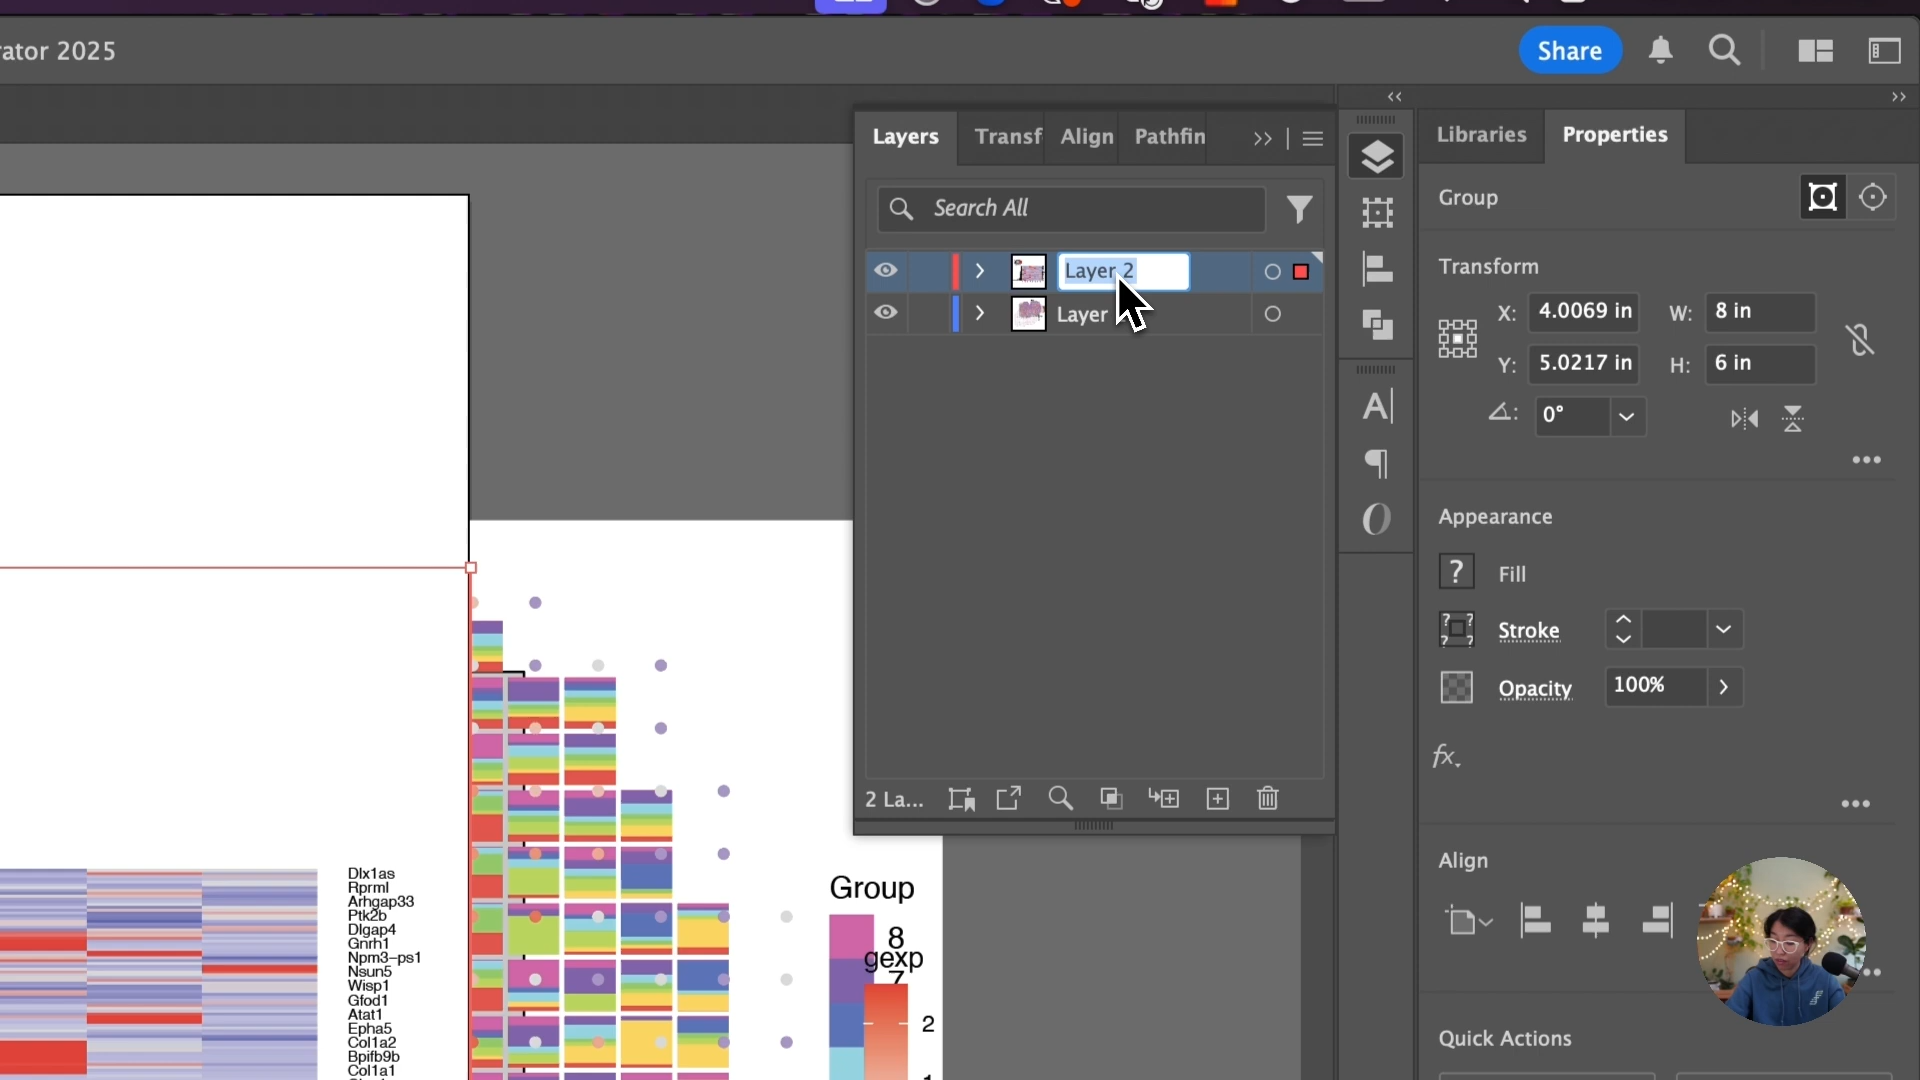 ator 2025
Share
Layers
Transf
Align
Pathfin
Search All
Layer 2
Layer
2 La...
Libraries
Properties
Group
Transform
X: 4.0069 in
W: 8 in
Y: 5.0217 in
H: 6 in
0°
Appearance
? Fill
Stroke
Opacity
100%
fx.
Align
Quick Actions
Dlx1as
Rprml
Arhgap33
Ptk2b
Dlgap4
Gnrh1
Npm3-ps1
Nsun5
Wisp1
Gfod1
Atat1
Epha5
Col1a2
Bpifb9b
Col1a1
Group
8
gexp
7
2